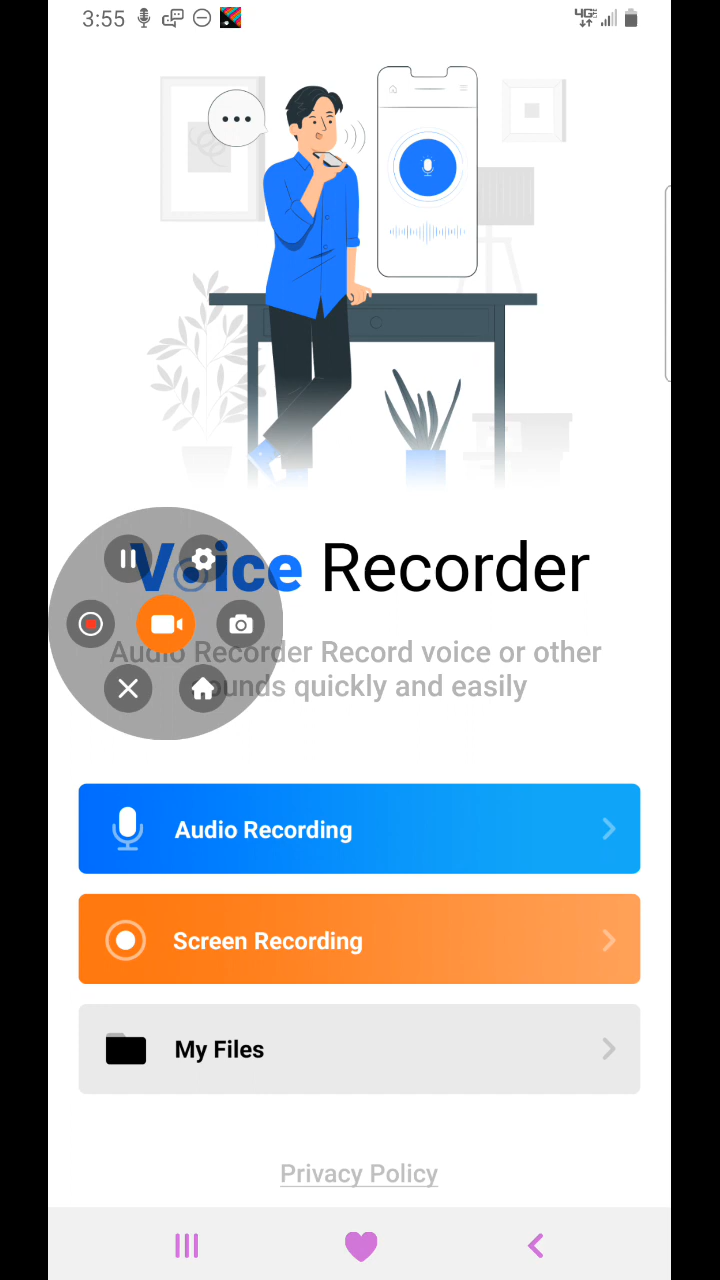 3:55
4G
Voice Recorder
Audio Recorder Record voice or other
sounds quickly and easily
Audio Recording
Screen Recording
My Files
Privacy Policy